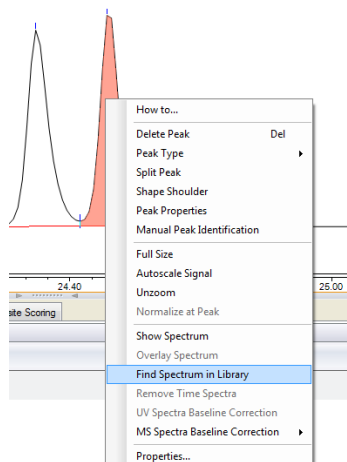 How to...
Delete Peak Del
Peak Type
Split Peak
Shape Shoulder
Peak Properties
Manual Peak Identification
Full Size
Autoscale Signal
24.40 Unzoom 25.00
Normalize at Peak
site Scoring
Show Spectrum
Overlay Spectrum
Find Spectrum in Library
Remove Time Spectra
UV Spectra Baseline Correction
MS Spectra Baseline Correction
Properties...